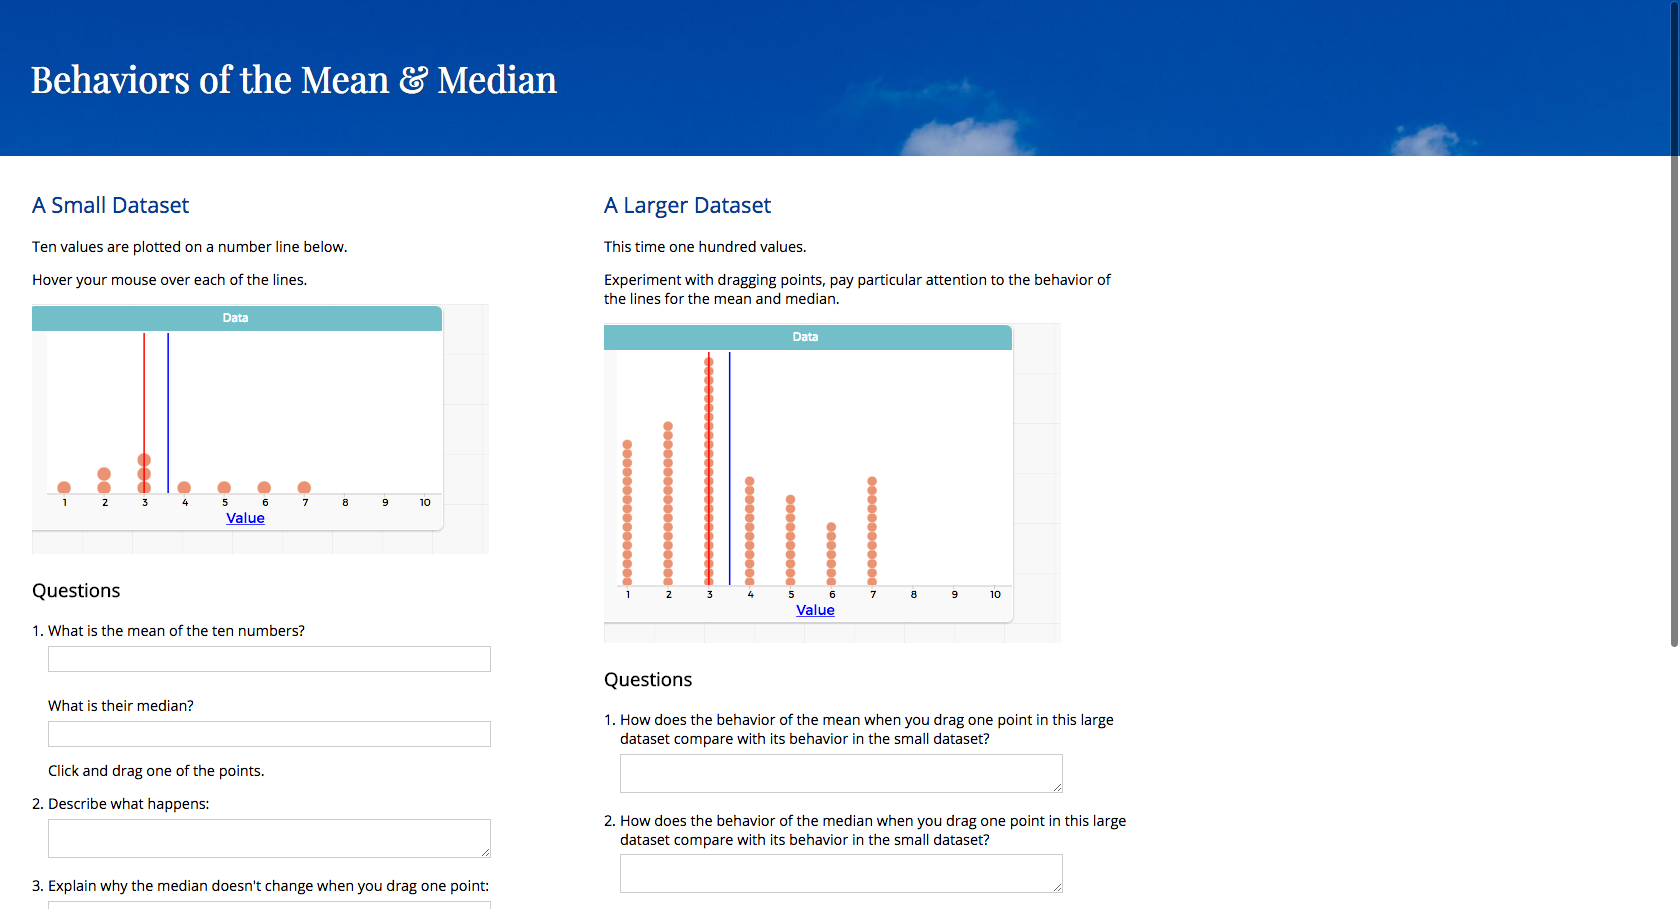 Behaviors of the Mean & Median
A Small Dataset
Ten values are plotted on a number line below.
Hover your mouse over each of the lines.
Data
1 2 3 4 5 6 7 8 9 10
Value
Questions
1. What is the mean of the ten numbers?
What is their median?
Click and drag one of the points.
2. Describe what happens:
3. Explain why the median doesn't change when you drag one point:
A Larger Dataset
This time one hundred values.
Experiment with dragging points, pay particular attention to the behavior of
the lines for the mean and median.
Data
1 2 3 4 5 6 7 8 9 10
Value
Questions
1. How does the behavior of the mean when you drag one point in this large
dataset compare with its behavior in the small dataset?
2. How does the behavior of the median when you drag one point in this large
dataset compare with its behavior in the small dataset?